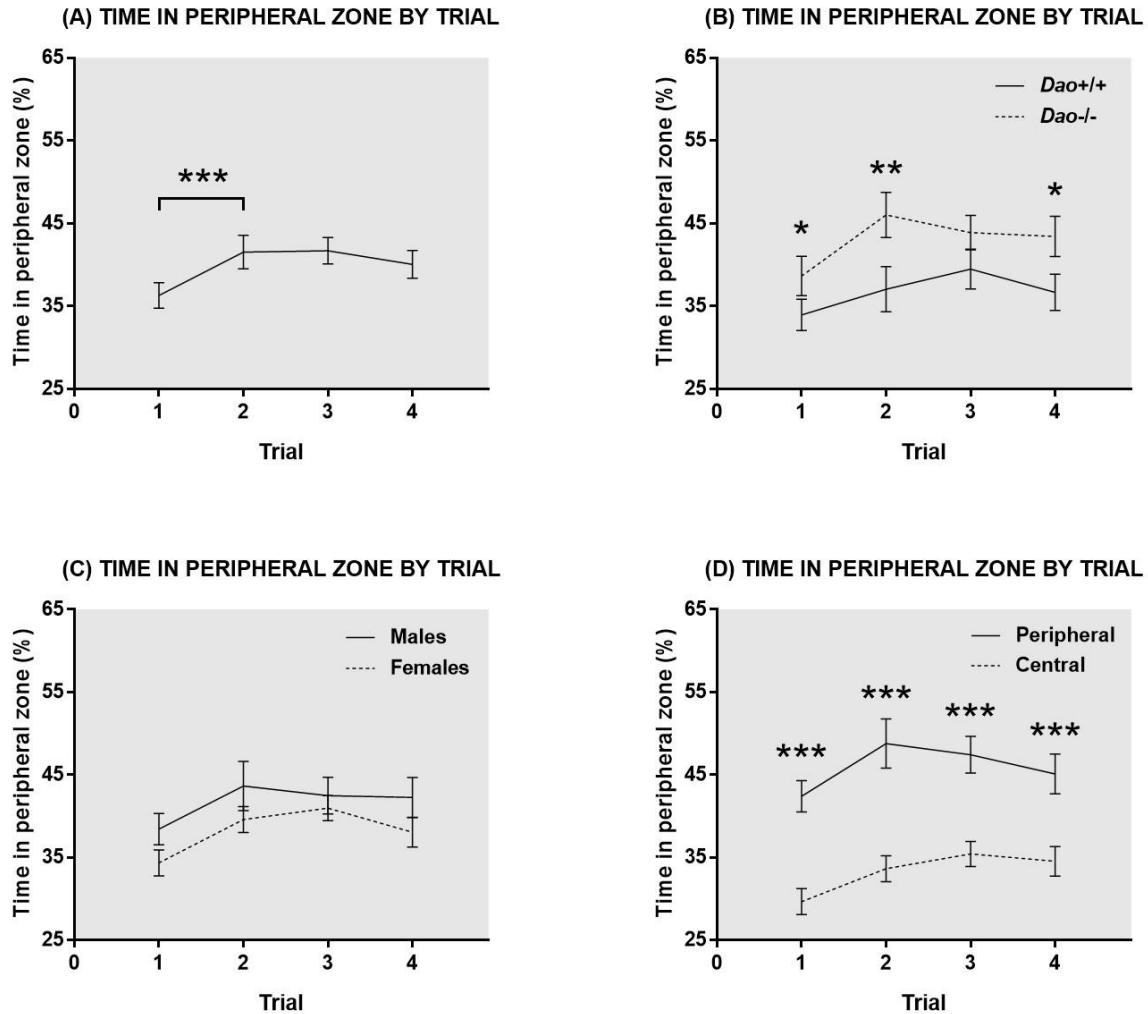 (A) TIME IN PERIPHERAL ZONE BY TRIAL
Time in peripheral zone (%)
65
55
45
35
25
***
0 1 2 3 4
Trial
(B) TIME IN PERIPHERAL ZONE BY TRIAL
Time in peripheral zone (%)
65
55
45
35
25
Dao+/+
Dao-/-
* ** *
0 1 2 3 4
Trial
(C) TIME IN PERIPHERAL ZONE BY TRIAL
Time in peripheral zone (%)
65
55
45
35
25
Males
Females
0 1 2 3 4
Trial
(D) TIME IN PERIPHERAL ZONE BY TRIAL
Time in peripheral zone (%)
65
55
45
35
25
Peripheral
Central
*** *** *** ***
0 1 2 3 4
Trial